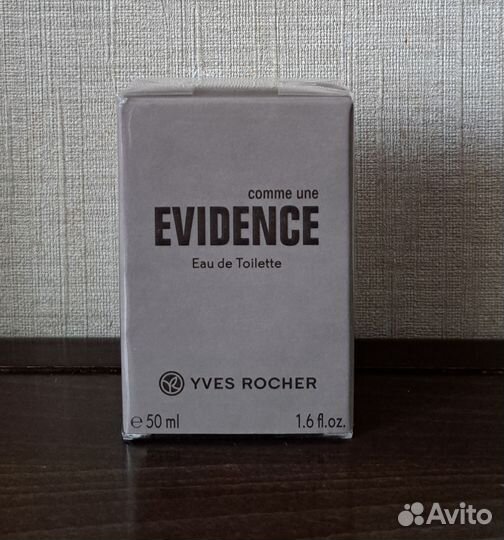 comme une
EVIDENCE
Eau de Toilette
YVES ROCHER
e 50 ml 1.6 fl.oz.
Avito